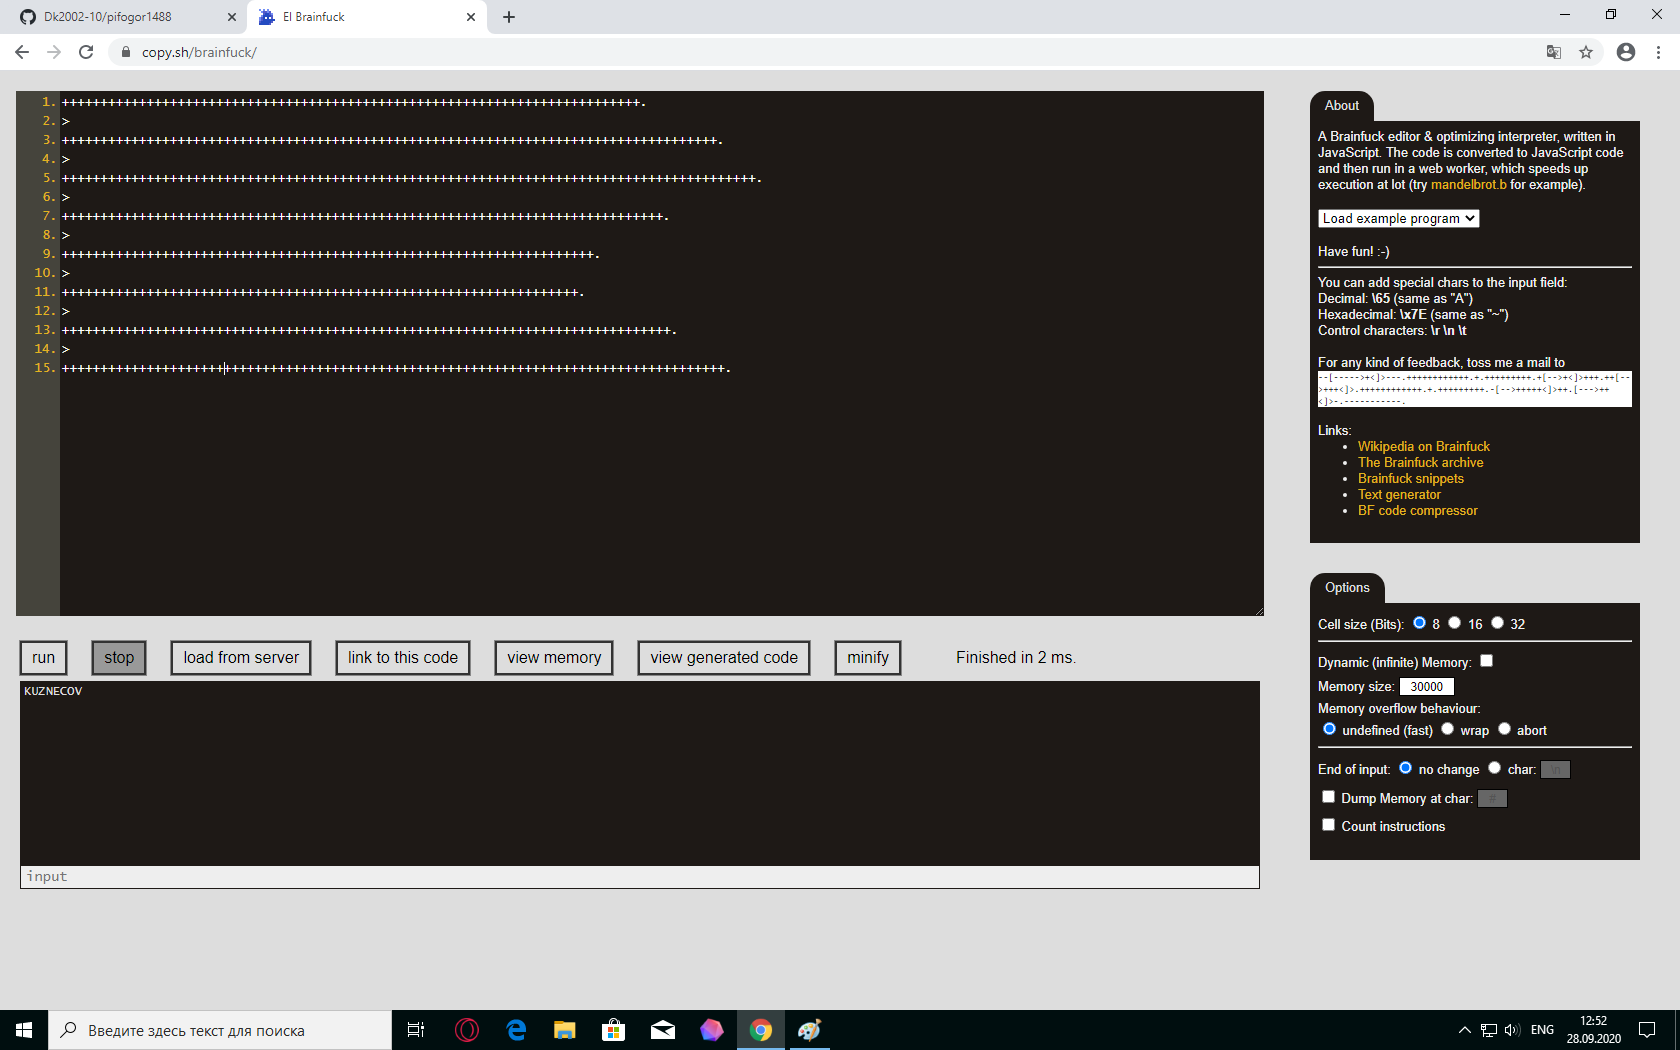 Dk2002-10/pifogor1488
El Brainfuck
copy.sh/brainfuck/
1. +++++++++++++++++++++++++++++++++++++++++++++++++++++++++++++++++++++++++++.
2. >
3. +++++++++++++++++++++++++++++++++++++++++++++++++++++++++++++++++++++++++++++++++++++.
4. >
5. ++++++++++++++++++++++++++++++++++++++++++++++++++++++++++++++++++++++++++++++++++++++++++.
6. >
7. ++++++++++++++++++++++++++++++++++++++++++++++++++++++++++++++++++++++++++++++.
8. >
9. +++++++++++++++++++++++++++++++++++++++++++++++++++++++++++++++++++++.
10. >
11. +++++++++++++++++++++++++++++++++++++++++++++++++++++++++++++++++++.
12. >
13. +++++++++++++++++++++++++++++++++++++++++++++++++++++++++++++++++++++++++++++++.
14. >
15. ++++++++++++++++++++++++++++++++++++++++++++++++++++++++++++++++++++++++++++++++++++++.
run
stop
load from server
link to this code
view memory
view generated code
minify
Finished in 2 ms.
KUZNECOV
input
About
A Brainfuck editor & optimizing interpreter, written in
JavaScript. The code is converted to JavaScript code
and then run in a web worker, which speeds up
execution at lot (try mandelbrot.b for example).
Load example program
Have fun! :-)
You can add special chars to the input field:
Decimal: \65 (same as "A")
Hexadecimal: \x7E (same as "~")
Control characters: \r \n \t
For any kind of feedback, toss me a mail to
--[----->+<]>---.++++++++++++.+.+++++++++.+[-->+<]>+++.++[--
>+++<]>.++++++++++++.+.+++++++++.-[-->+++++<]>++.[--->++
<]>-.-----------.
Links:
Wikipedia on Brainfuck
The Brainfuck archive
Brainfuck snippets
Text generator
BF code compressor
Options
Cell size (Bits): 8 16 32
Dynamic (infinite) Memory:
Memory size: 30000
Memory overflow behaviour:
undefined (fast) wrap abort
End of input: no change char: \n
Dump Memory at char: #
Count instructions
Введите здесь текст для поиска
ENG
12:52
28.09.2020